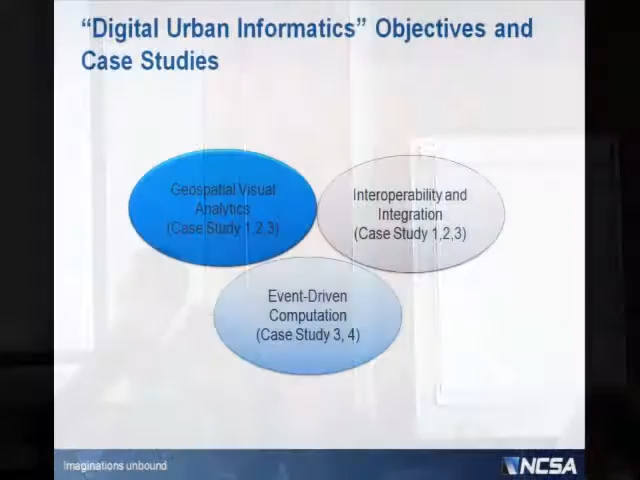 “Digital Urban Informatics” Objectives and
Case Studies
Geospatial Visual
Analytics
(Case Study 1,2,3)
Interoperability and
Integration
(Case Study 1,2,3)
Event-Driven
Computation
(Case Study 3, 4)
Imaginations unbound
NCSA